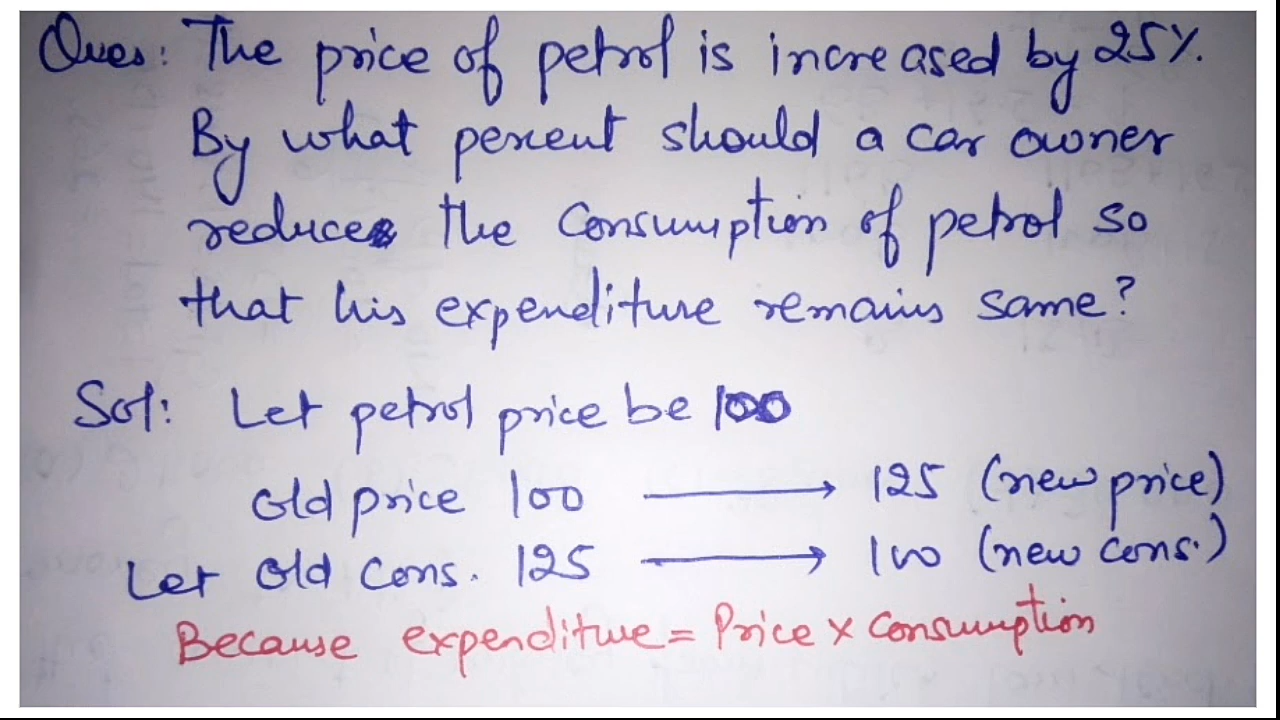 Ques: The price of petrol is increased by 25%.
By what percent should a car owner
reduce the consumption of petrol so
that his expenditure remains same?
Sol: Let petrol price be 100
old price 100 → 125 (new price)
Let old cons. 125 → 100 (new cons.)
Because expenditure = Price × Consumption